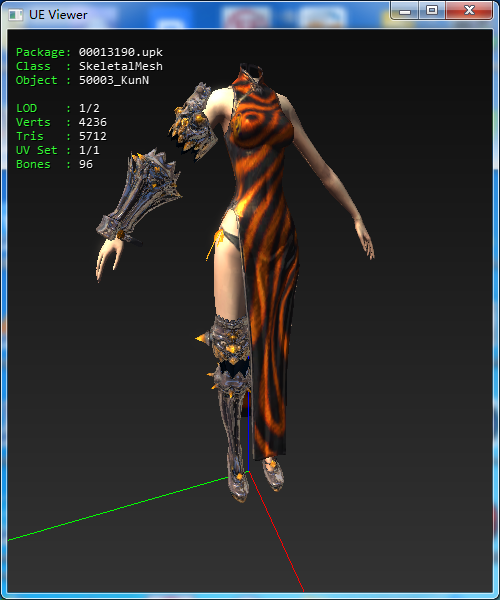 UE Viewer
Package: 00013190.upk
Class : SkeletalMesh
Object : 50003_KunN
LOD : 1/2
Verts : 4236
Tris : 5712
UV Set : 1/1
Bones : 96